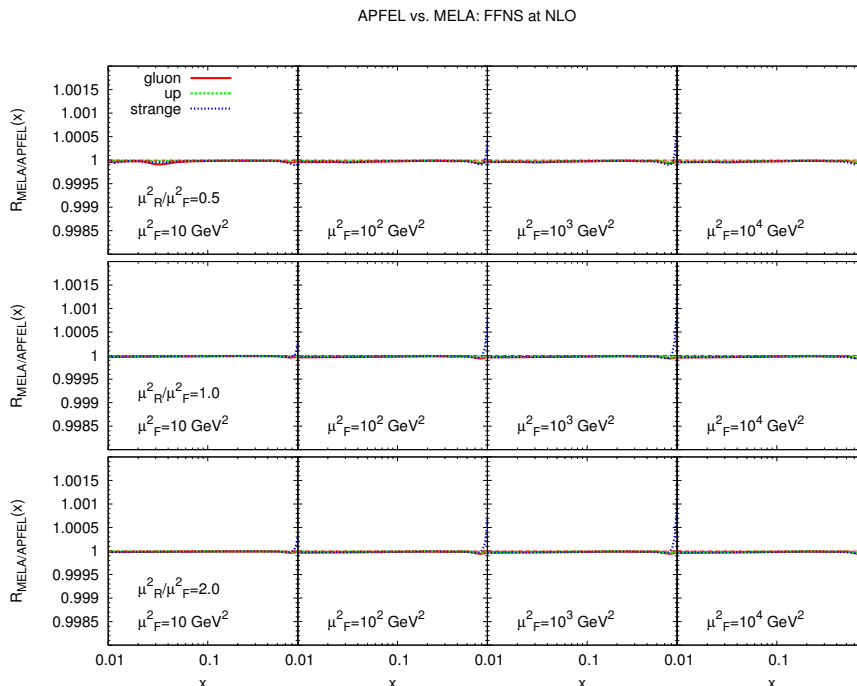 APFEL vs. MELA: FFNS at NLO
gluon
up
strange
R_MELA/APFEL(x)
1.0015
1.001
1.0005
1
0.9995
0.999
0.9985
μ²_R/μ²_F=0.5
μ²_F=10 GeV²
μ²_F=10² GeV²
μ²_F=10³ GeV²
μ²_F=10⁴ GeV²
R_MELA/APFEL(x)
1.0015
1.001
1.0005
1
0.9995
0.999
0.9985
μ²_R/μ²_F=1.0
μ²_F=10 GeV²
μ²_F=10² GeV²
μ²_F=10³ GeV²
μ²_F=10⁴ GeV²
R_MELA/APFEL(x)
1.0015
1.001
1.0005
1
0.9995
0.999
0.9985
μ²_R/μ²_F=2.0
μ²_F=10 GeV²
μ²_F=10² GeV²
μ²_F=10³ GeV²
μ²_F=10⁴ GeV²
0.01 0.1 0.01 0.1 0.01 0.1 0.01 0.1
x x x x